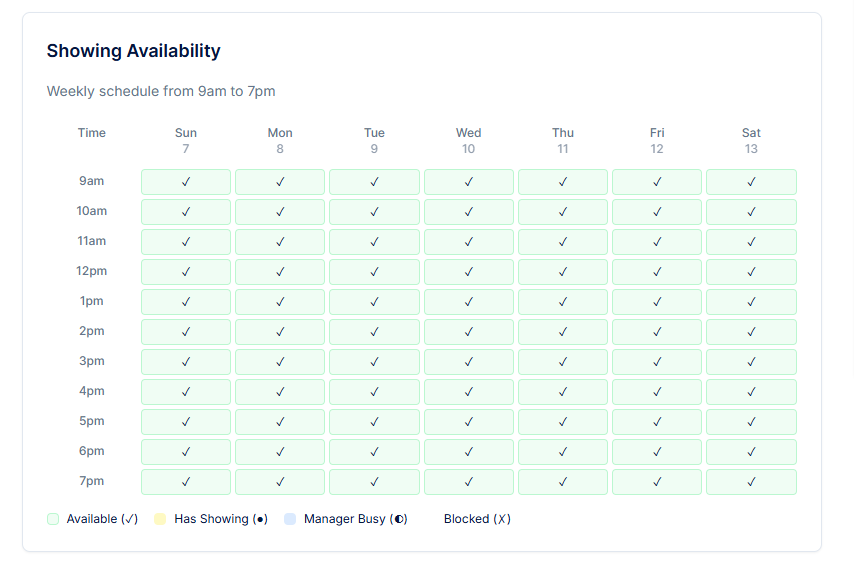 Showing Availability
Weekly schedule from 9am to 7pm
Time Sun Mon Tue Wed Thu Fri Sat
7 8 9 10 11 12 13
9am ✓ ✓ ✓ ✓ ✓ ✓ ✓
10am ✓ ✓ ✓ ✓ ✓ ✓ ✓
11am ✓ ✓ ✓ ✓ ✓ ✓ ✓
12pm ✓ ✓ ✓ ✓ ✓ ✓ ✓
1pm ✓ ✓ ✓ ✓ ✓ ✓ ✓
2pm ✓ ✓ ✓ ✓ ✓ ✓ ✓
3pm ✓ ✓ ✓ ✓ ✓ ✓ ✓
4pm ✓ ✓ ✓ ✓ ✓ ✓ ✓
5pm ✓ ✓ ✓ ✓ ✓ ✓ ✓
6pm ✓ ✓ ✓ ✓ ✓ ✓ ✓
7pm ✓ ✓ ✓ ✓ ✓ ✓ ✓
Available (✓) Has Showing (●) Manager Busy (◐) Blocked (✗)